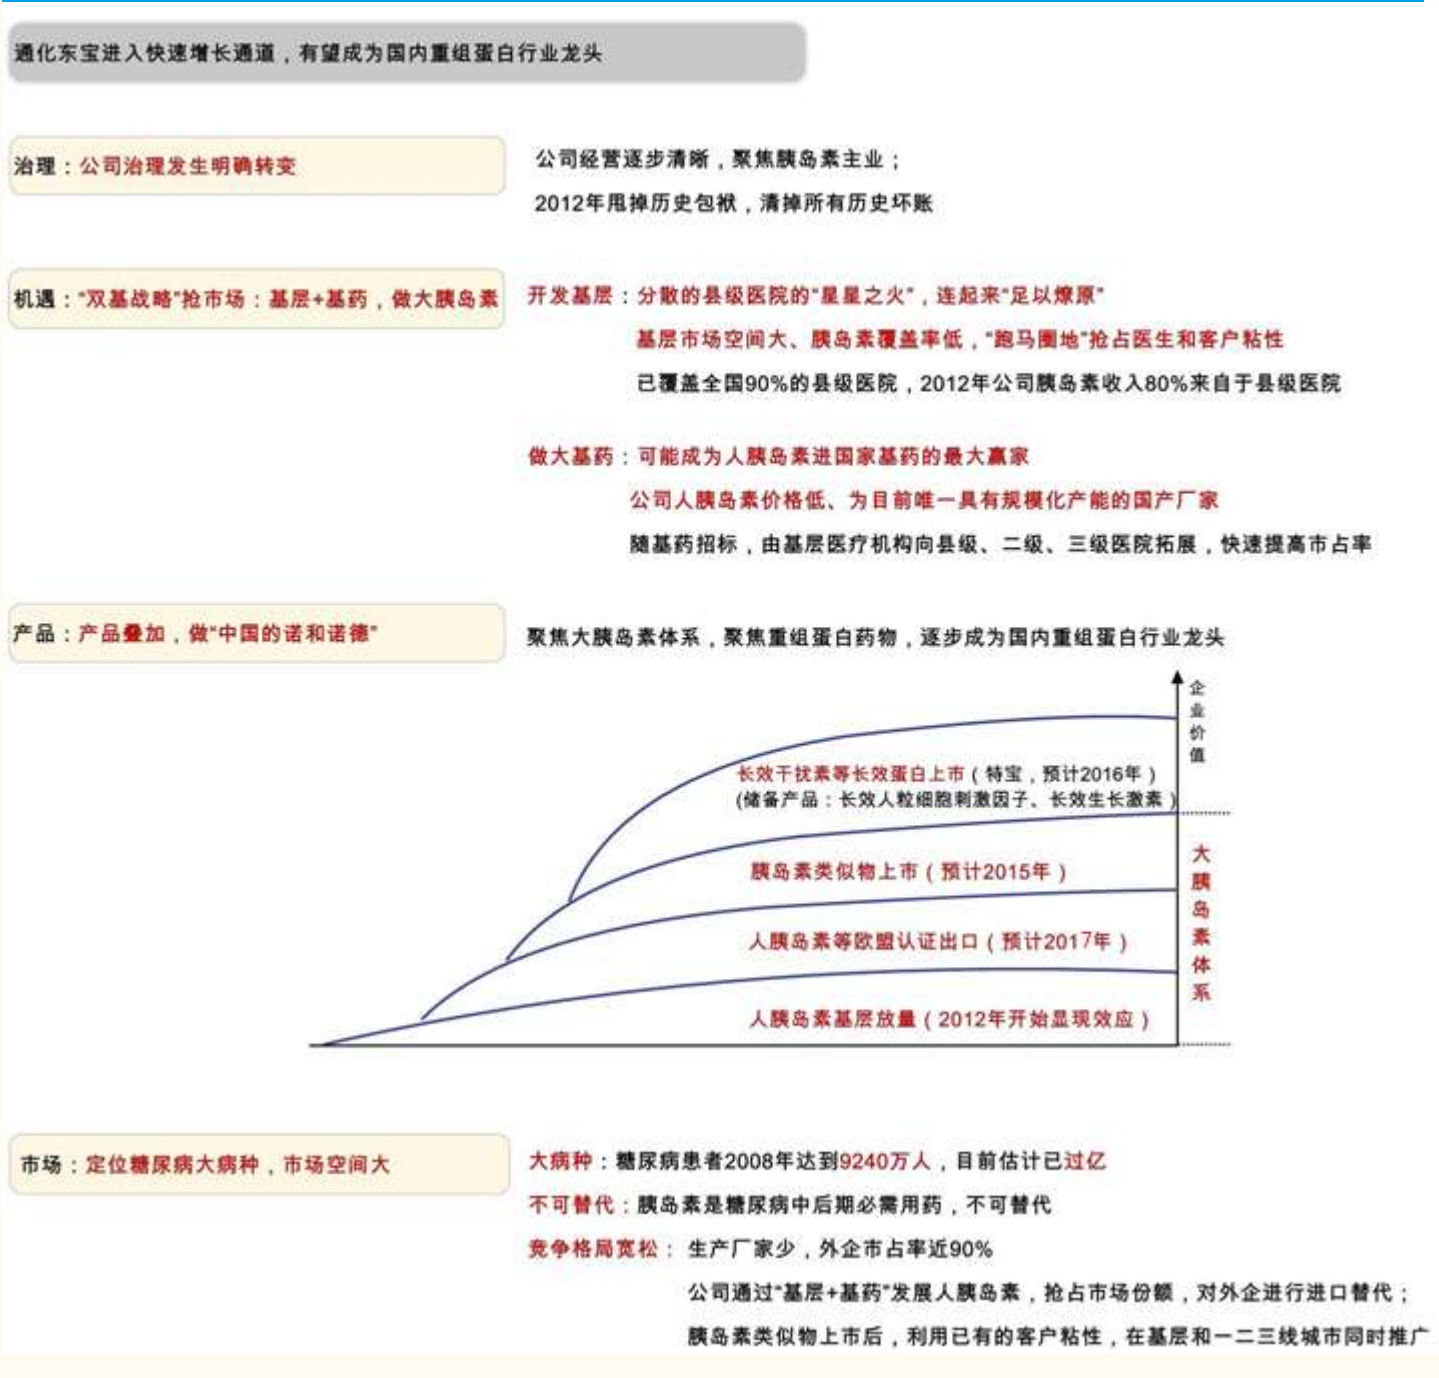 通化东宝进入快速增长通道，有望成为国内重组蛋白行业龙头
治理：公司治理发生明确转变
公司经营逐步清晰，聚焦胰岛素主业；
2012年甩掉历史包袱，清掉所有历史坏账
机遇：“双基战略”抢市场：基层+基药，做大胰岛素
开发基层：分散的县级医院的“星星之火”，连起来“足以燎原”
基层市场空间大、胰岛素覆盖率低，“跑马圈地”抢占医生和客户粘性
已覆盖全国90%的县级医院，2012年公司胰岛素收入80%来自于县级医院
做大基药：可能成为人胰岛素进国家基药的最大赢家
公司人胰岛素价格低、为目前唯一具有规模化产能的国产厂家
随基药招标，由基层医疗机构向县级、二级、三级医院拓展，快速提高市占率
产品：产品叠加，做“中国的诺和诺德”
聚焦大胰岛素体系，聚焦重组蛋白药物，逐步成为国内重组蛋白行业龙头
企业价值
长效干扰素等长效蛋白上市（特宝，预计2016年）
(储备产品：长效人粒细胞刺激因子、长效生长激素）
胰岛素类似物上市（预计2015年）
人胰岛素等欧盟认证出口（预计2017年）
人胰岛素基层放量（2012年开始显现效应）
大胰岛素体系
市场：定位糖尿病大病种，市场空间大
大病种：糖尿病患者2008年达到9240万人，目前估计已过亿
不可替代：胰岛素是糖尿病中后期必需用药，不可替代
竞争格局宽松： 生产厂家少，外企市占率近90%
公司通过“基层+基药”发展人胰岛素，抢占市场份额，对外企进行进口替代；
胰岛素类似物上市后，利用已有的客户粘性，在基层和一二三线城市同时推广